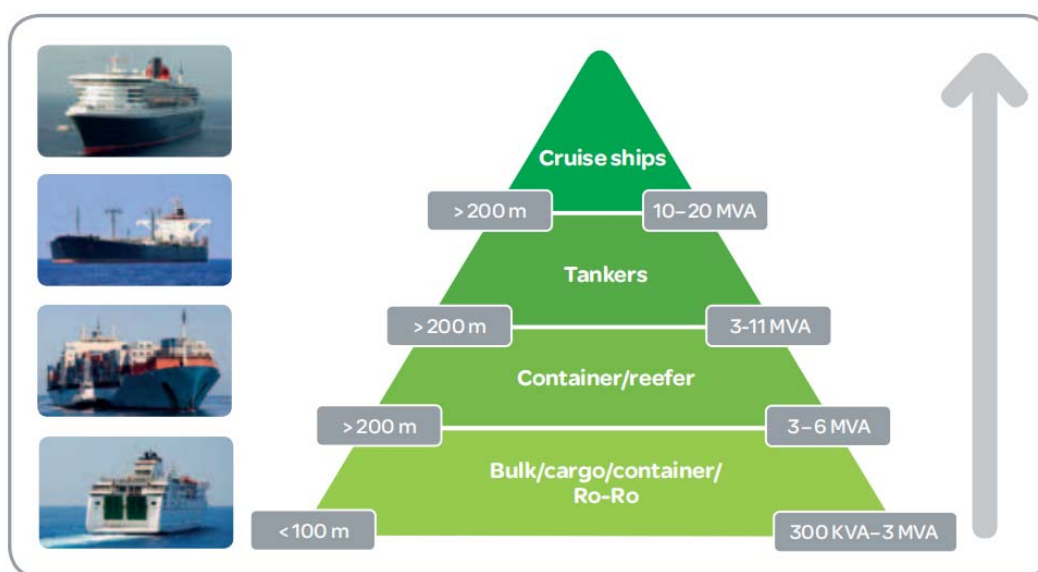 Cruise ships
> 200 m
10–20 MVA
Tankers
> 200 m
3-11 MVA
Container/reefer
> 200 m
3–6 MVA
Bulk/cargo/container/
Ro-Ro
< 100 m
300 KVA–3 MVA